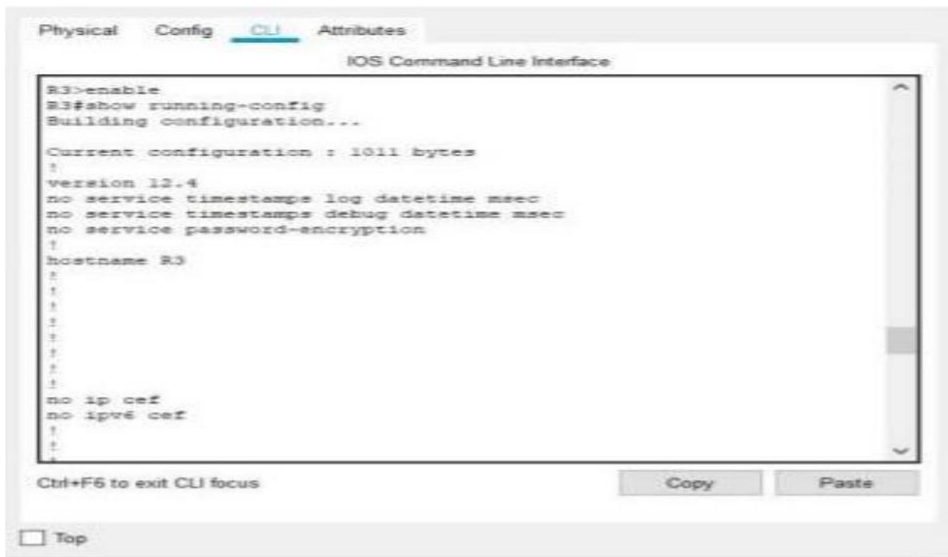 Physical Config CLI Attributes
IOS Command Line Interface
R3>enable
R3#show running-config
Building configuration...
Current configuration : 1011 bytes
!
version 12.4
no service timestamps log datetime msec
no service timestamps debug datetime msec
no service password-encryption
!
hostname R3
!
!
!
!
!
!
!
!
no ip cef
no ipv6 cef
!
!
!
Ctrl+F6 to exit CLI focus Copy Paste
Top